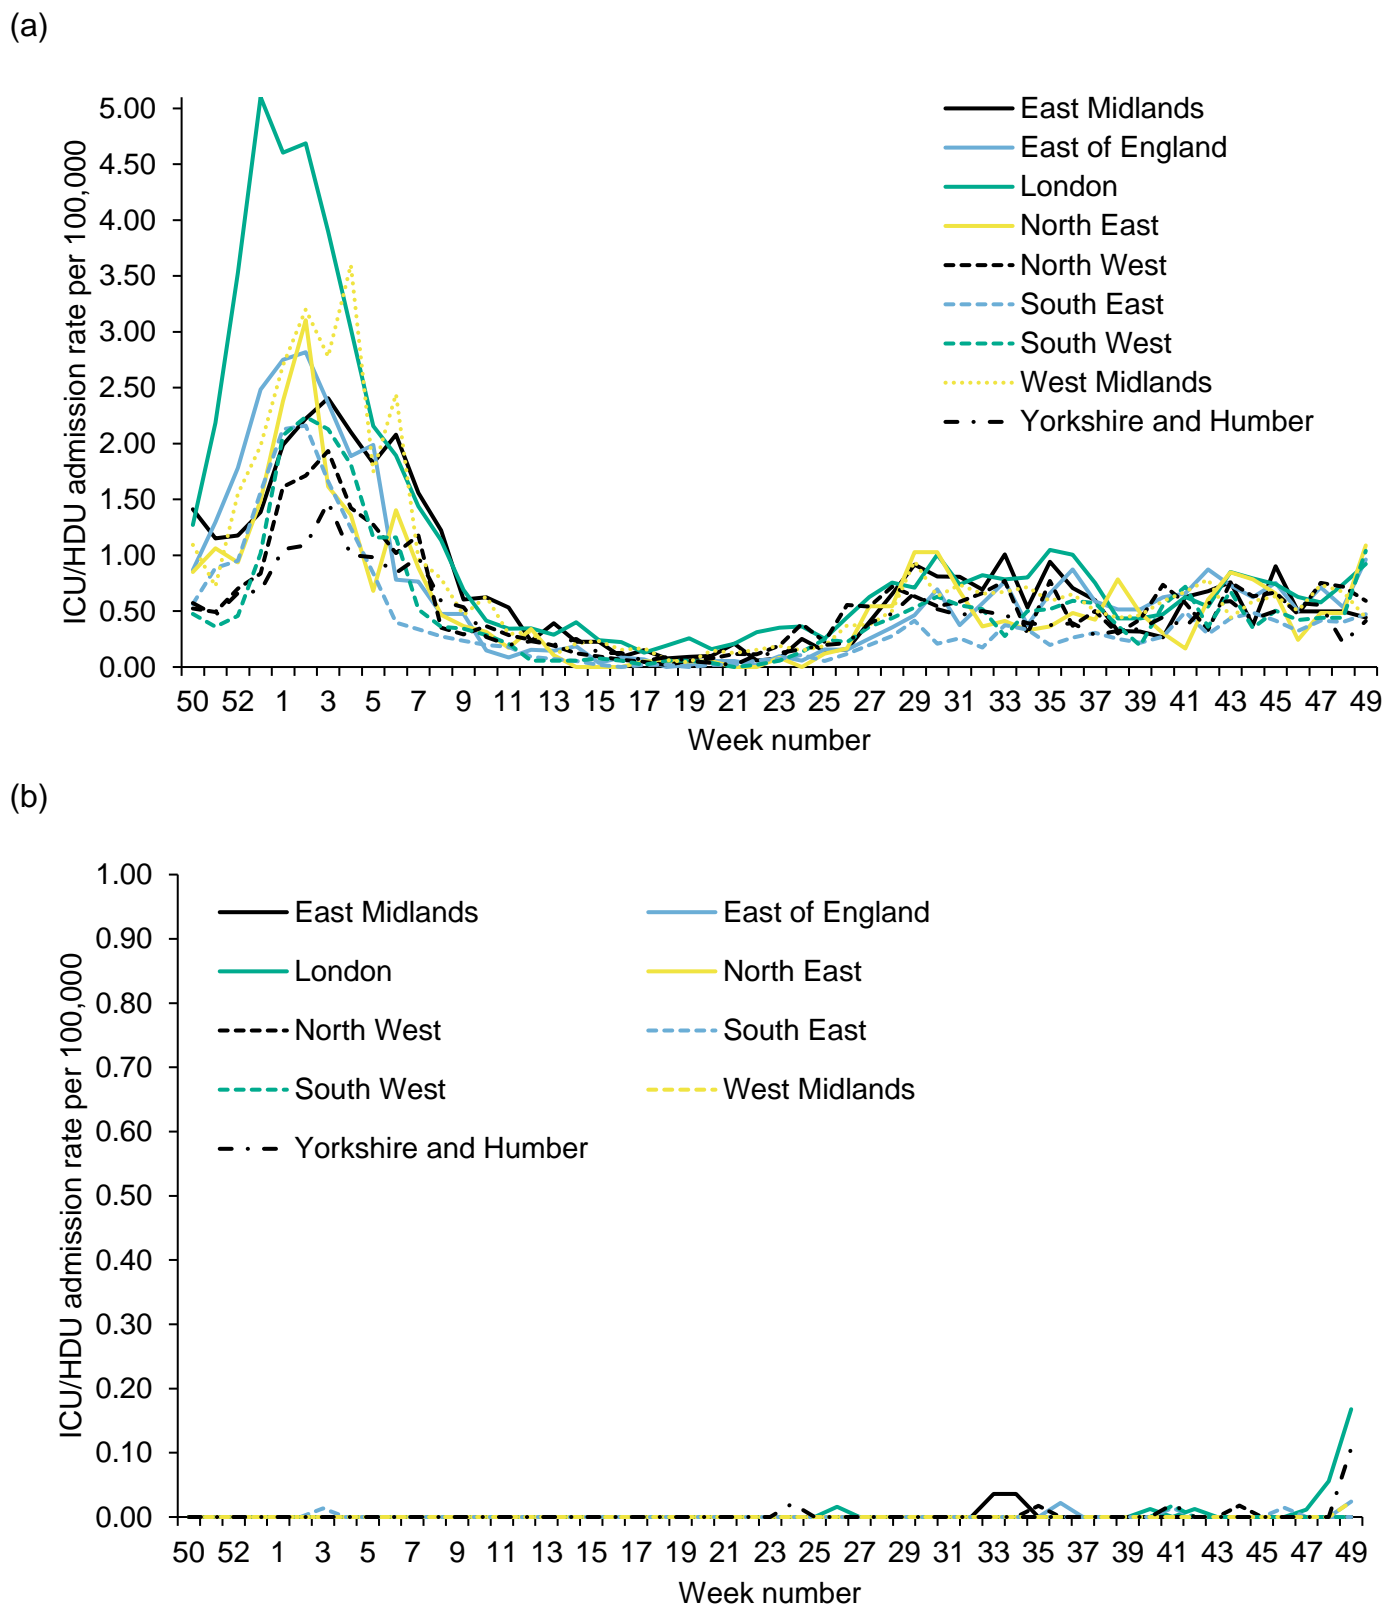 (a)
ICU/HDU admission rate per 100,000
5.00
4.50
4.00
3.50
3.00
2.50
2.00
1.50
1.00
0.50
0.00
East Midlands
East of England
London
North East
North West
South East
South West
West Midlands
Yorkshire and Humber
50 52 1 3 5 7 9 11 13 15 17 19 21 23 25 27 29 31 33 35 37 39 41 43 45 47 49
Week number
(b)
ICU/HDU admission rate per 100,000
1.00
0.90
0.80
0.70
0.60
0.50
0.40
0.30
0.20
0.10
0.00
East Midlands East of England
London North East
North West South East
South West West Midlands
Yorkshire and Humber
50 52 1 3 5 7 9 11 13 15 17 19 21 23 25 27 29 31 33 35 37 39 41 43 45 47 49
Week number